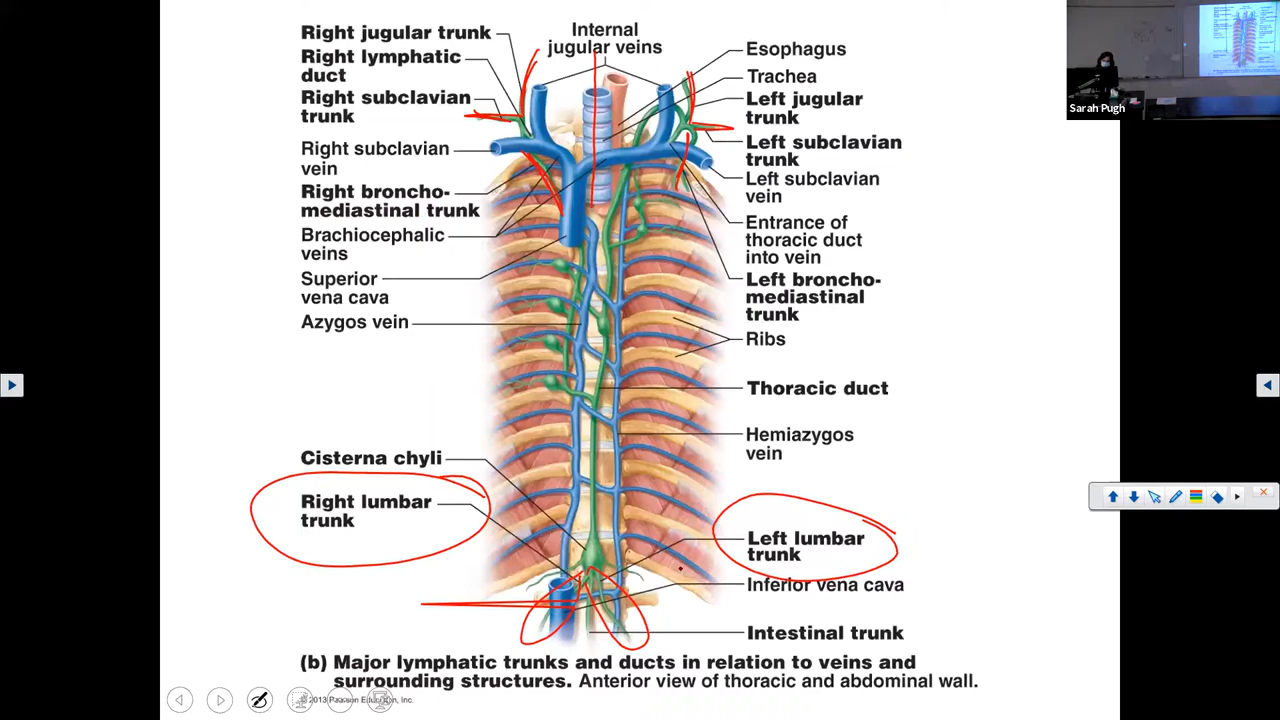 Right jugular trunk
Right lymphatic
duct
Right subclavian
trunk
Right subclavian
vein
Right broncho-
mediastinal trunk
Brachiocephalic
veins
Superior
vena cava
Azygos vein
Cisterna chyli
Right lumbar
trunk
Internal
jugular veins
Esophagus
Trachea
Left jugular
trunk
Left subclavian
trunk
Left subclavian
vein
Entrance of
thoracic duct
into vein
Left broncho-
mediastinal
trunk
Ribs
Thoracic duct
Hemiazygos
vein
Left lumbar
trunk
Inferior vena cava
Intestinal trunk
(b) Major lymphatic trunks and ducts in relation to veins and
surrounding structures. Anterior view of thoracic and abdominal wall.
© 2013 Pearson Education, Inc.
Sarah Pugh